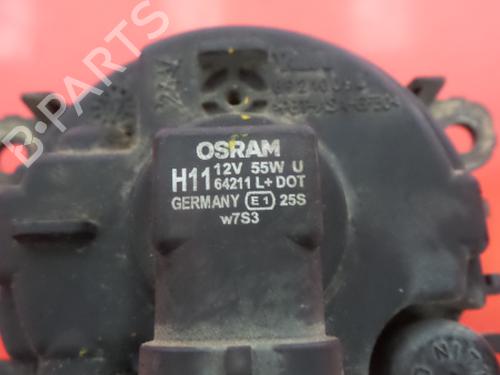 B-PARTS
OSRAM
H11 12V 55W U
64211 L+ DOT
GERMANY E1 25S
w7S3